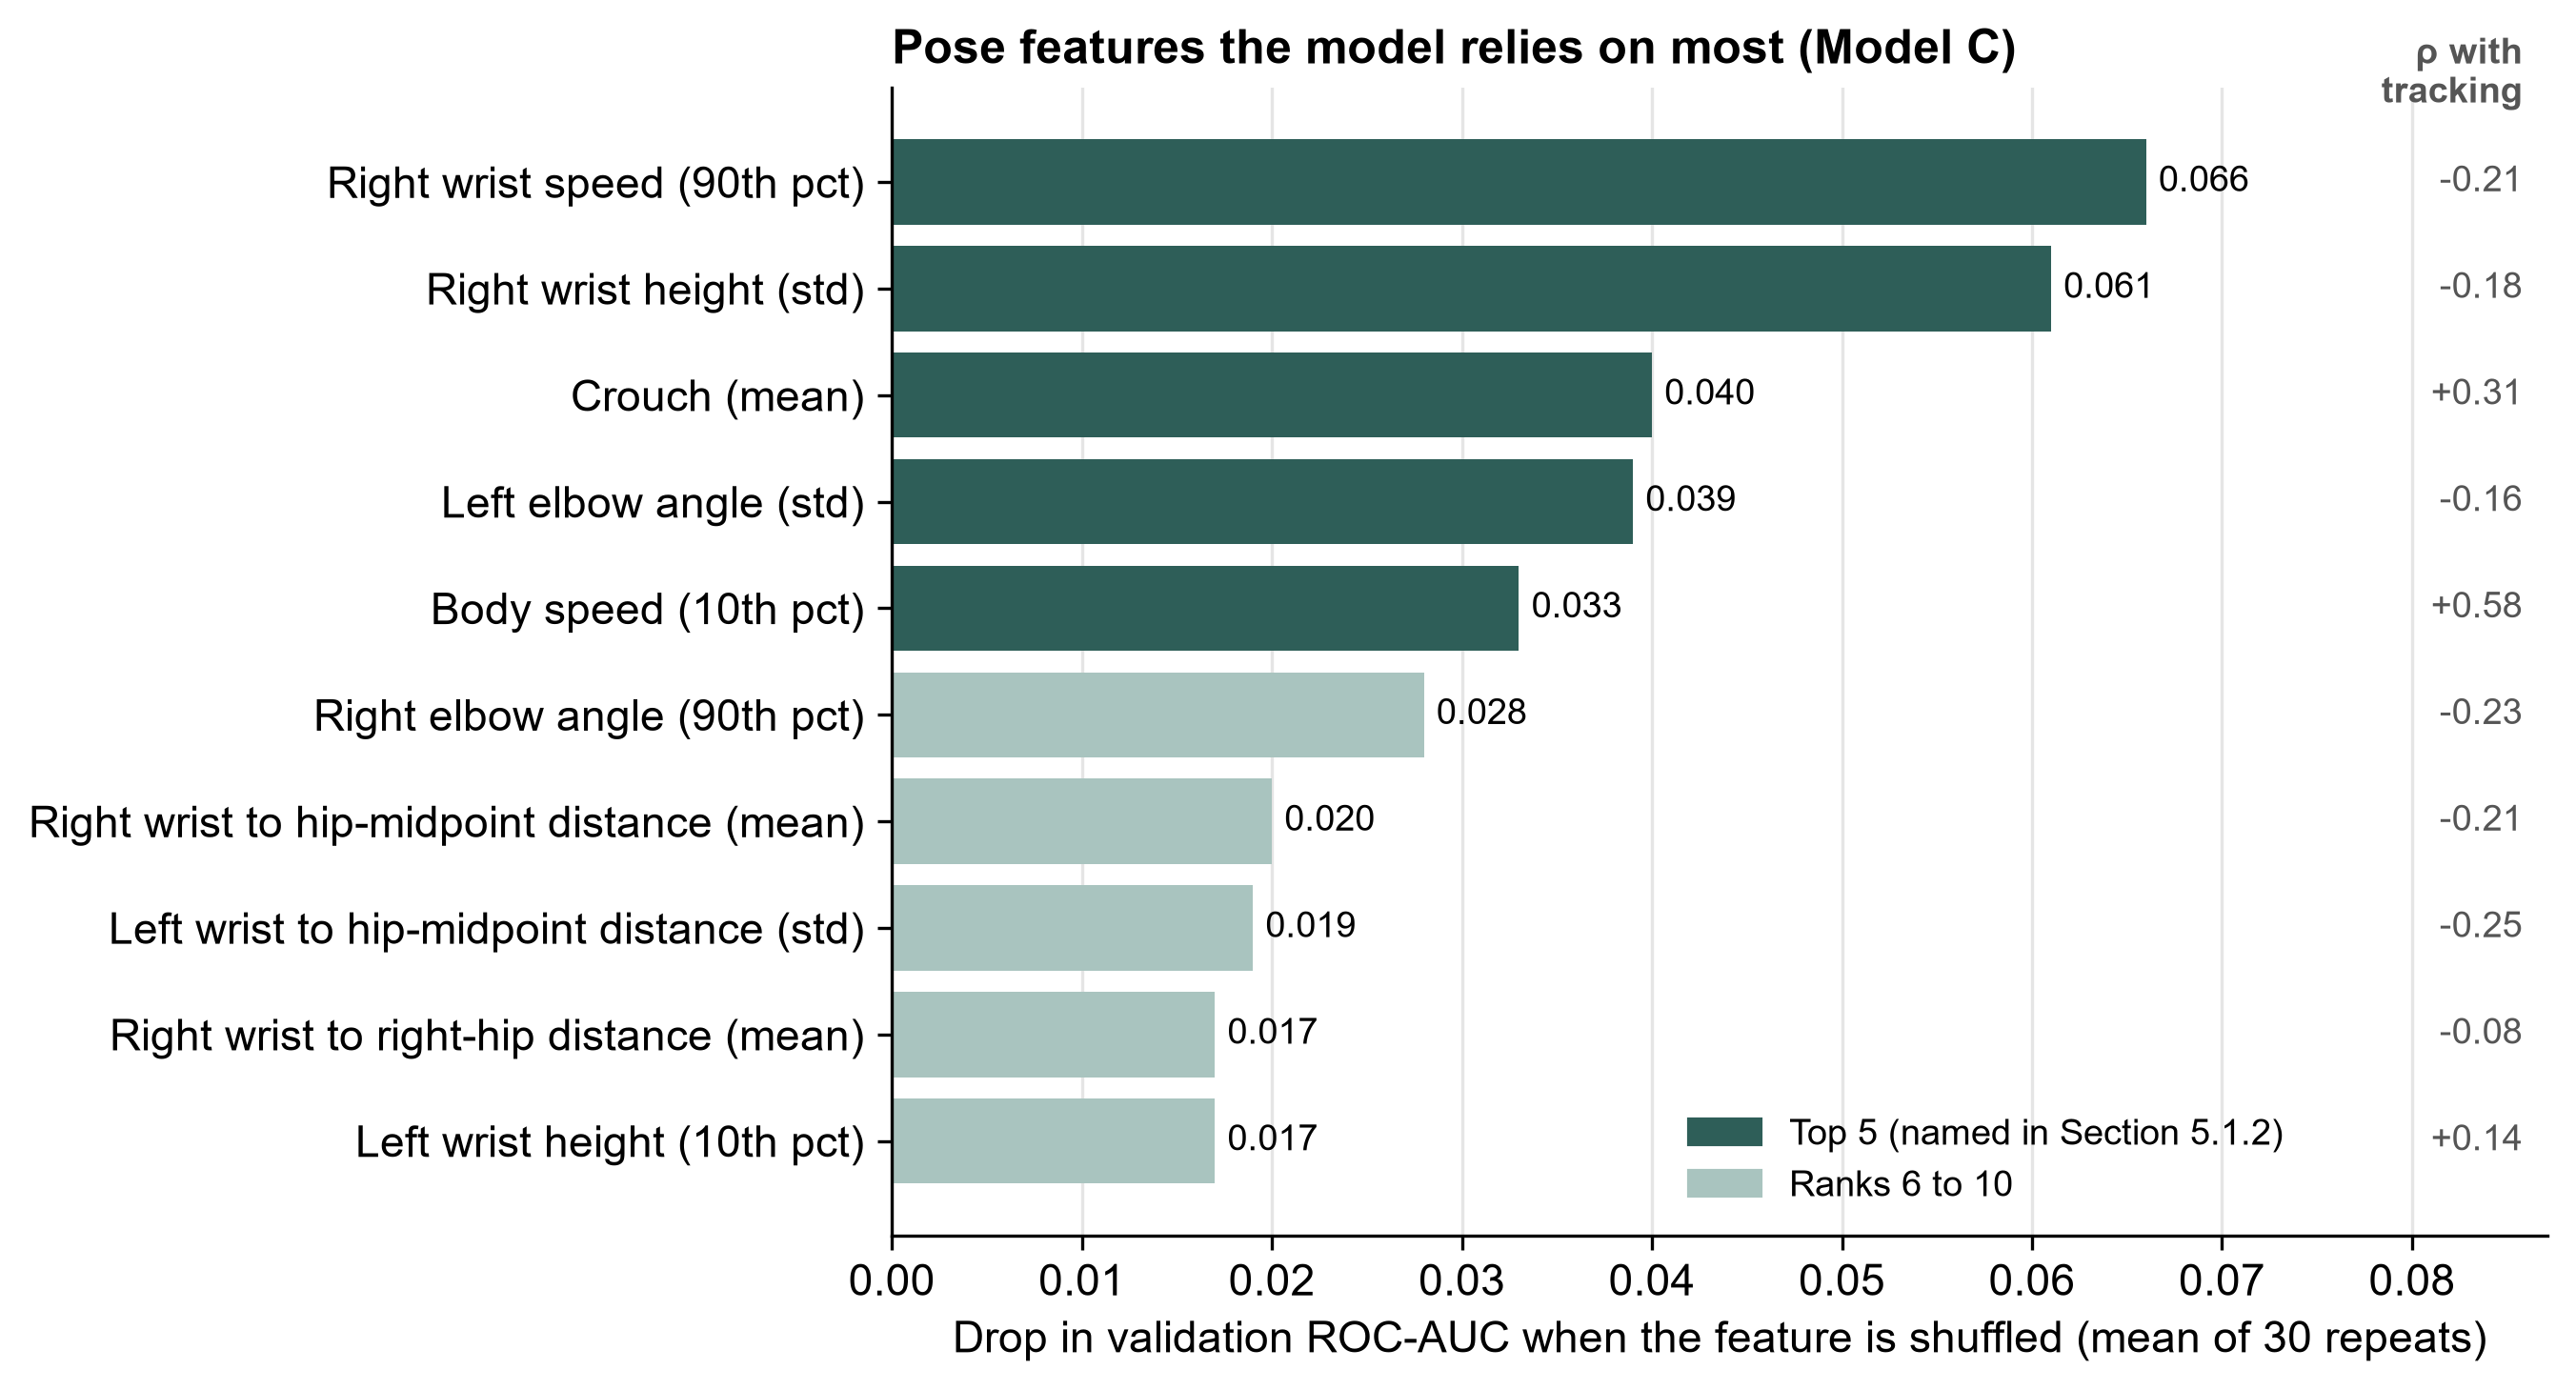 Pose features the model relies on most (Model C)
ρ with
tracking
Right wrist speed (90th pct) 0.066 -0.21
Right wrist height (std) 0.061 -0.18
Crouch (mean) 0.040 +0.31
Left elbow angle (std) 0.039 -0.16
Body speed (10th pct) 0.033 +0.58
Right elbow angle (90th pct) 0.028 -0.23
Right wrist to hip-midpoint distance (mean) 0.020 -0.21
Left wrist to hip-midpoint distance (std) 0.019 -0.25
Right wrist to right-hip distance (mean) 0.017 -0.08
Left wrist height (10th pct) 0.017 +0.14
Top 5 (named in Section 5.1.2)
Ranks 6 to 10
0.00 0.01 0.02 0.03 0.04 0.05 0.06 0.07 0.08
Drop in validation ROC-AUC when the feature is shuffled (mean of 30 repeats)